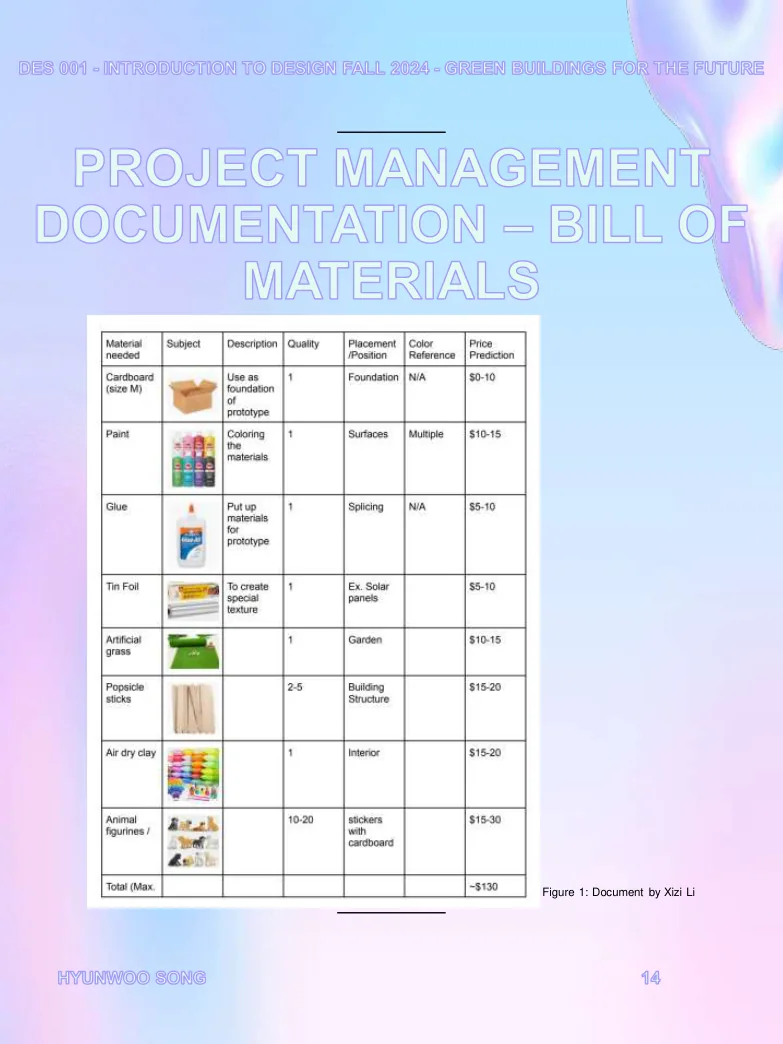 DES 001 - INTRODUCTION TO DESIGN FALL 2024 - GREEN BUILDINGS FOR THE FUTURE
PROJECT MANAGEMENT
DOCUMENTATION – BILL OF
MATERIALS
Material needed Subject Description Quality Placement /Position Color Reference Price Prediction
Cardboard (size M) Use as foundation of prototype 1 Foundation N/A $0-10
Paint Coloring the materials 1 Surfaces Multiple $10-15
Glue Put up materials for prototype 1 Splicing N/A $5-10
Tin Foil To create special texture 1 Ex. Solar panels $5-10
Artificial grass 1 Garden $10-15
Popsicle sticks 2-5 Building Structure $15-20
Air dry clay 1 Interior $15-20
Animal figurines / 10-20 stickers with cardboard $15-30
Total (Max. ~$130
Figure 1: Document by Xizi Li
HYUNWOO SONG
14